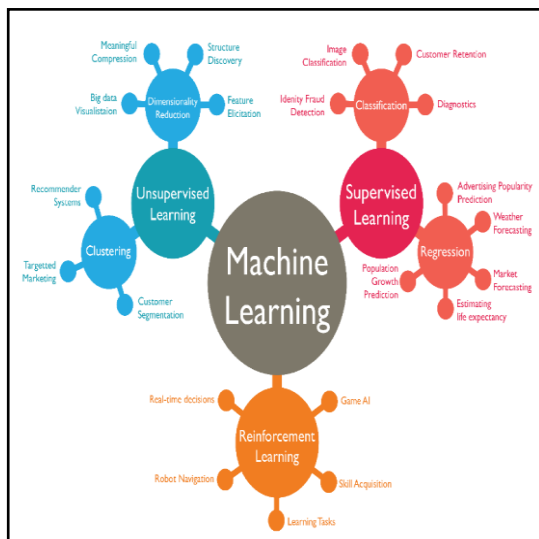 Meaningful
Compression
Structure
Discovery
Big data
Visualistaion
Dimensionality
Reduction
Feature
Elicitation
Unsupervised
Learning
Recommender
Systems
Clustering
Targetted
Marketing
Customer
Segmentation
Machine
Learning
Image
Classification
Customer Retention
Idenity Fraud
Detection
Classification
Diagnostics
Supervised
Learning
Advertising Popularity
Prediction
Weather
Forecasting
Regression
Population
Growth
Prediction
Market
Forecasting
Estimating
life expectancy
Real-time decisions
Game AI
Reinforcement
Learning
Robot Navigation
Skill Acquisition
Learning Tasks